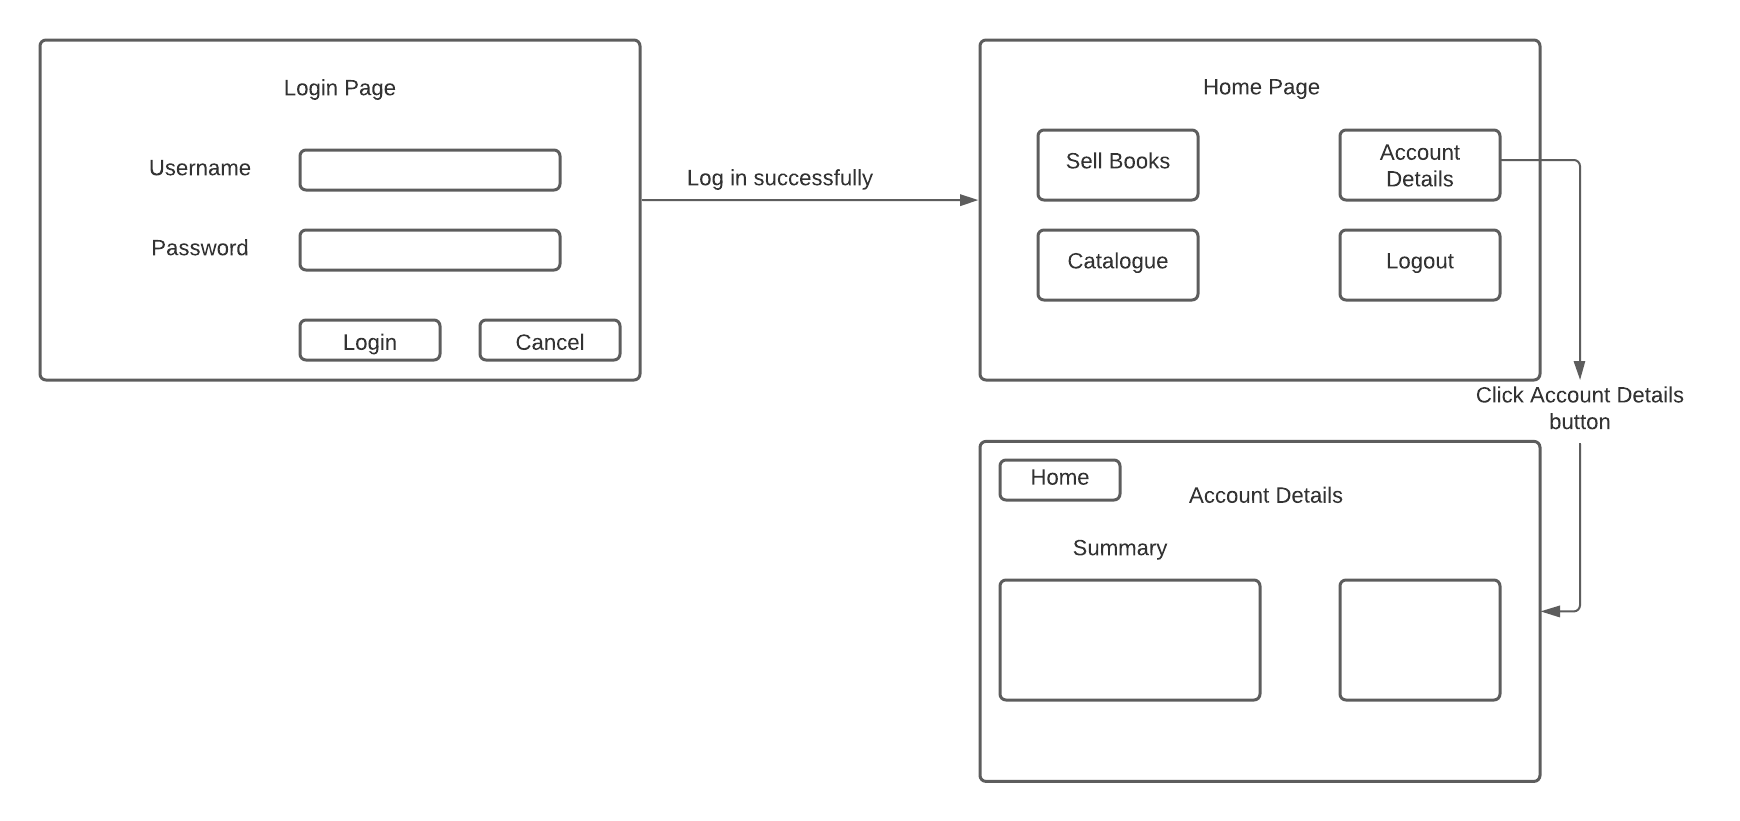 Login Page
Username
Password
Login
Cancel
Log in successfully
Home Page
Sell Books
Account
Details
Catalogue
Logout
Click Account Details
button
Home
Account Details
Summary